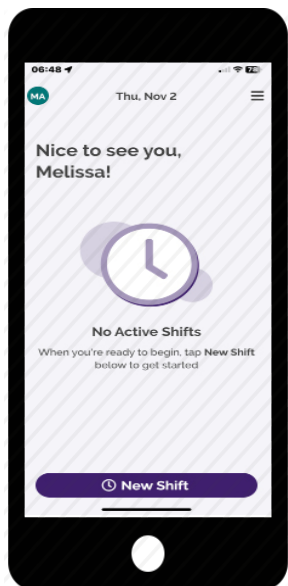 06:48
MA
Thu, Nov 2
Nice to see you,
Melissa!
No Active Shifts
When you're ready to begin, tap New Shift
below to get started
New Shift